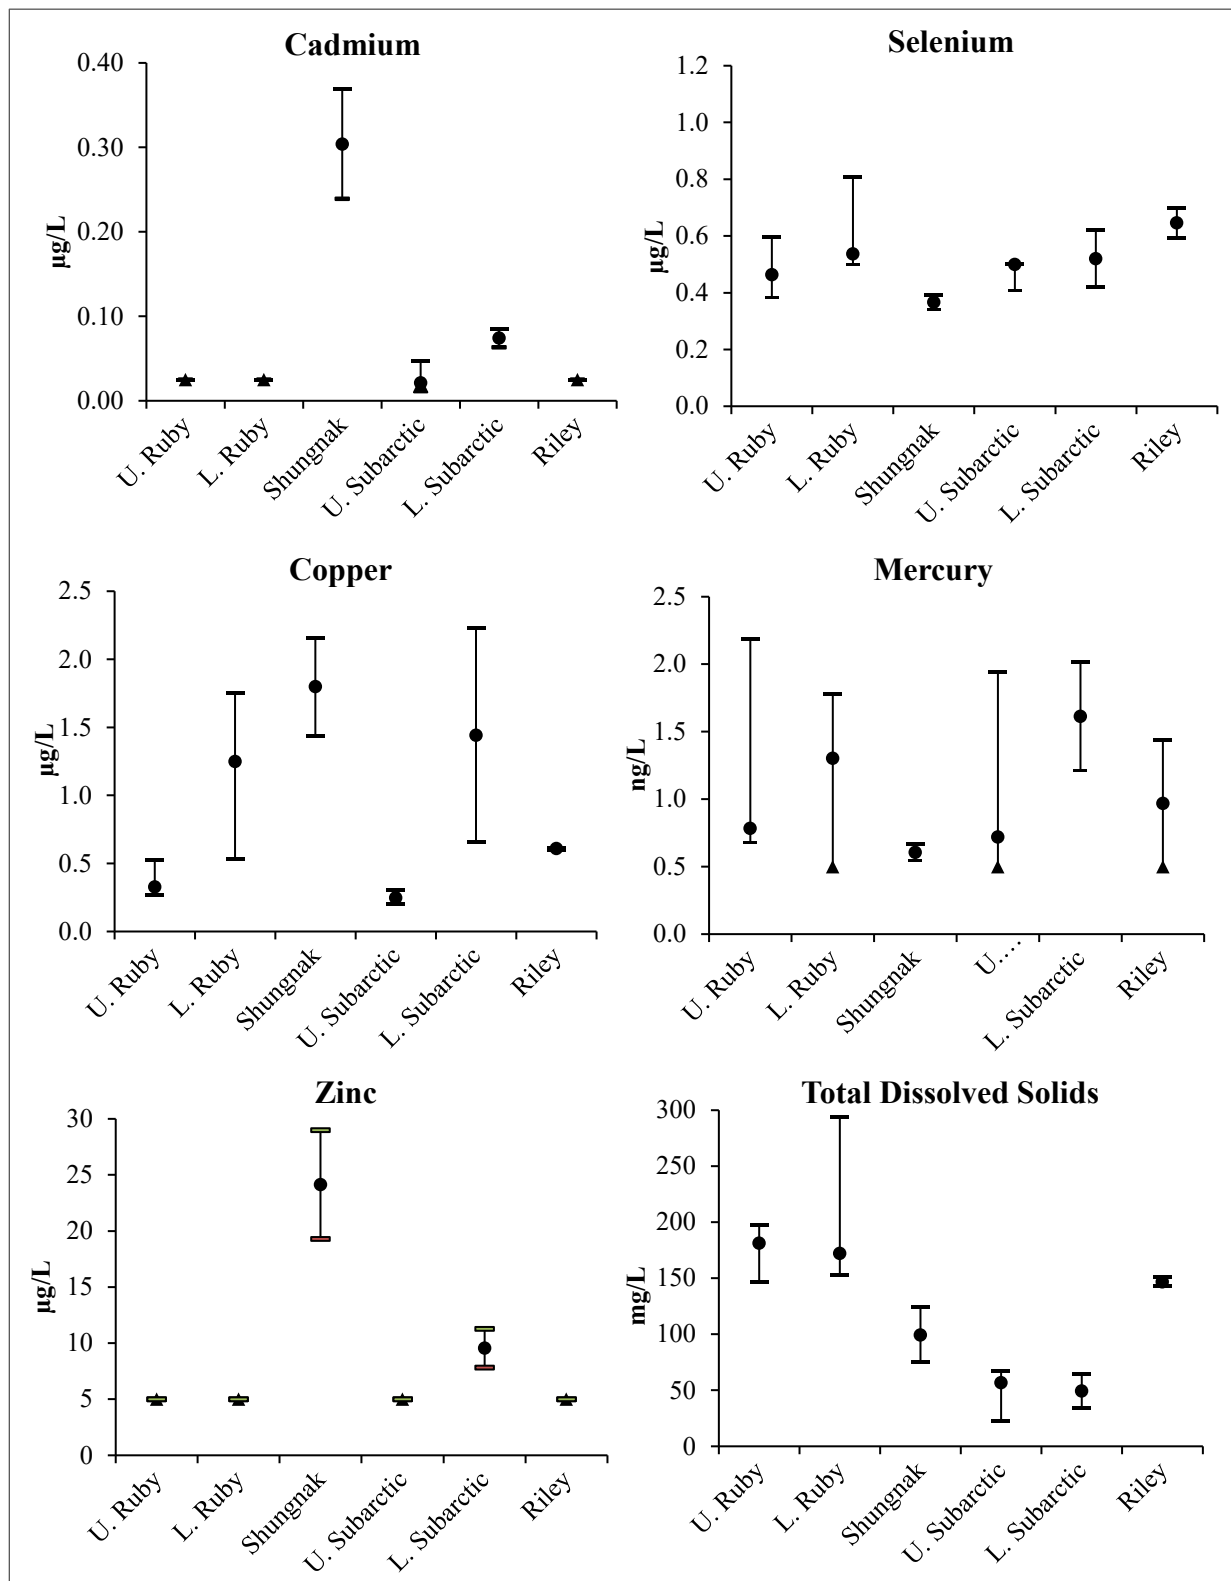 Cadmium
0.40
0.30
0.20
0.10
0.00
µg/L
U. Ruby
L. Ruby
Shungnak
U. Subarctic
L. Subarctic
Riley
Selenium
1.2
1.0
0.8
0.6
0.4
0.2
0.0
µg/L
U. Ruby
L. Ruby
Shungnak
U. Subarctic
L. Subarctic
Riley
Copper
2.5
2.0
1.5
1.0
0.5
0.0
µg/L
U. Ruby
L. Ruby
Shungnak
U. Subarctic
L. Subarctic
Riley
Mercury
2.5
2.0
1.5
1.0
0.5
0.0
ng/L
U. Ruby
L. Ruby
Shungnak
U.…
L. Subarctic
Riley
Zinc
30
25
20
15
10
5
0
µg/L
U. Ruby
L. Ruby
Shungnak
U. Subarctic
L. Subarctic
Riley
Total Dissolved Solids
300
250
200
150
100
50
0
mg/L
U. Ruby
L. Ruby
Shungnak
U. Subarctic
L. Subarctic
Riley